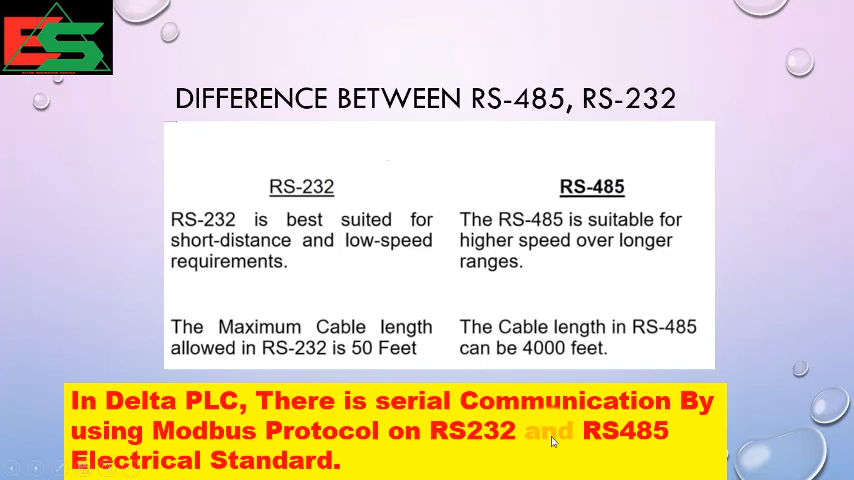 ES
DIFFERENCE BETWEEN RS-485, RS-232
RS-232
RS-232 is best suited for
short-distance and low-speed
requirements.
The Maximum Cable length
allowed in RS-232 is 50 Feet
RS-485
The RS-485 is suitable for
higher speed over longer
ranges.
The Cable length in RS-485
can be 4000 feet.
In Delta PLC, There is serial Communication By
using Modbus Protocol on RS232 and RS485
Electrical Standard.